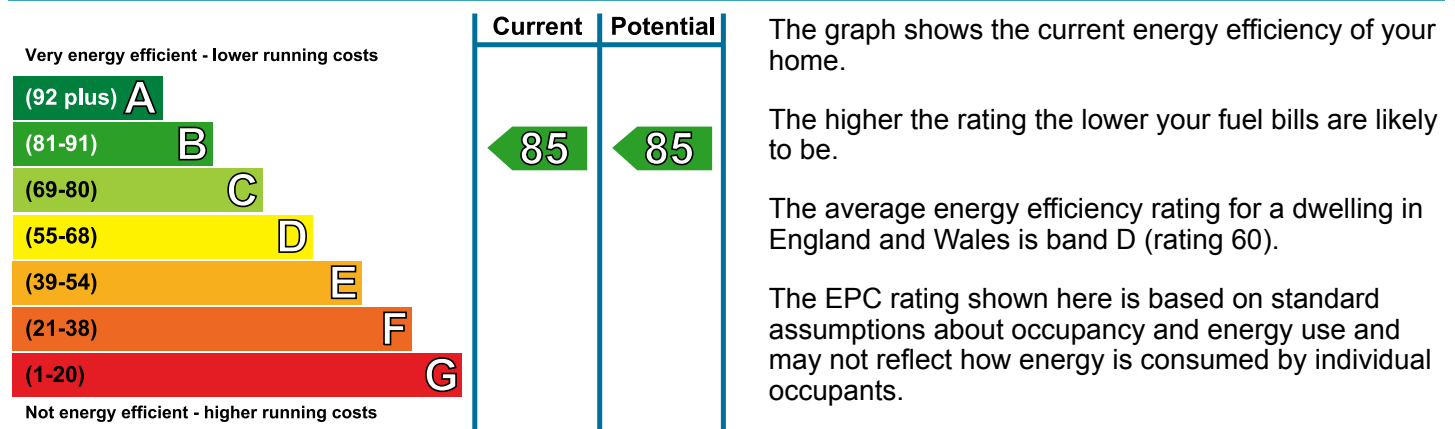 Current Potential
Very energy efficient - lower running costs
(92 plus) A
(81-91) B
85 85
(69-80) C
(55-68) D
(39-54) E
(21-38) F
(1-20) G
Not energy efficient - higher running costs
The graph shows the current energy efficiency of your
home.
The higher the rating the lower your fuel bills are likely
to be.
The average energy efficiency rating for a dwelling in
England and Wales is band D (rating 60).
The EPC rating shown here is based on standard
assumptions about occupancy and energy use and
may not reflect how energy is consumed by individual
occupants.